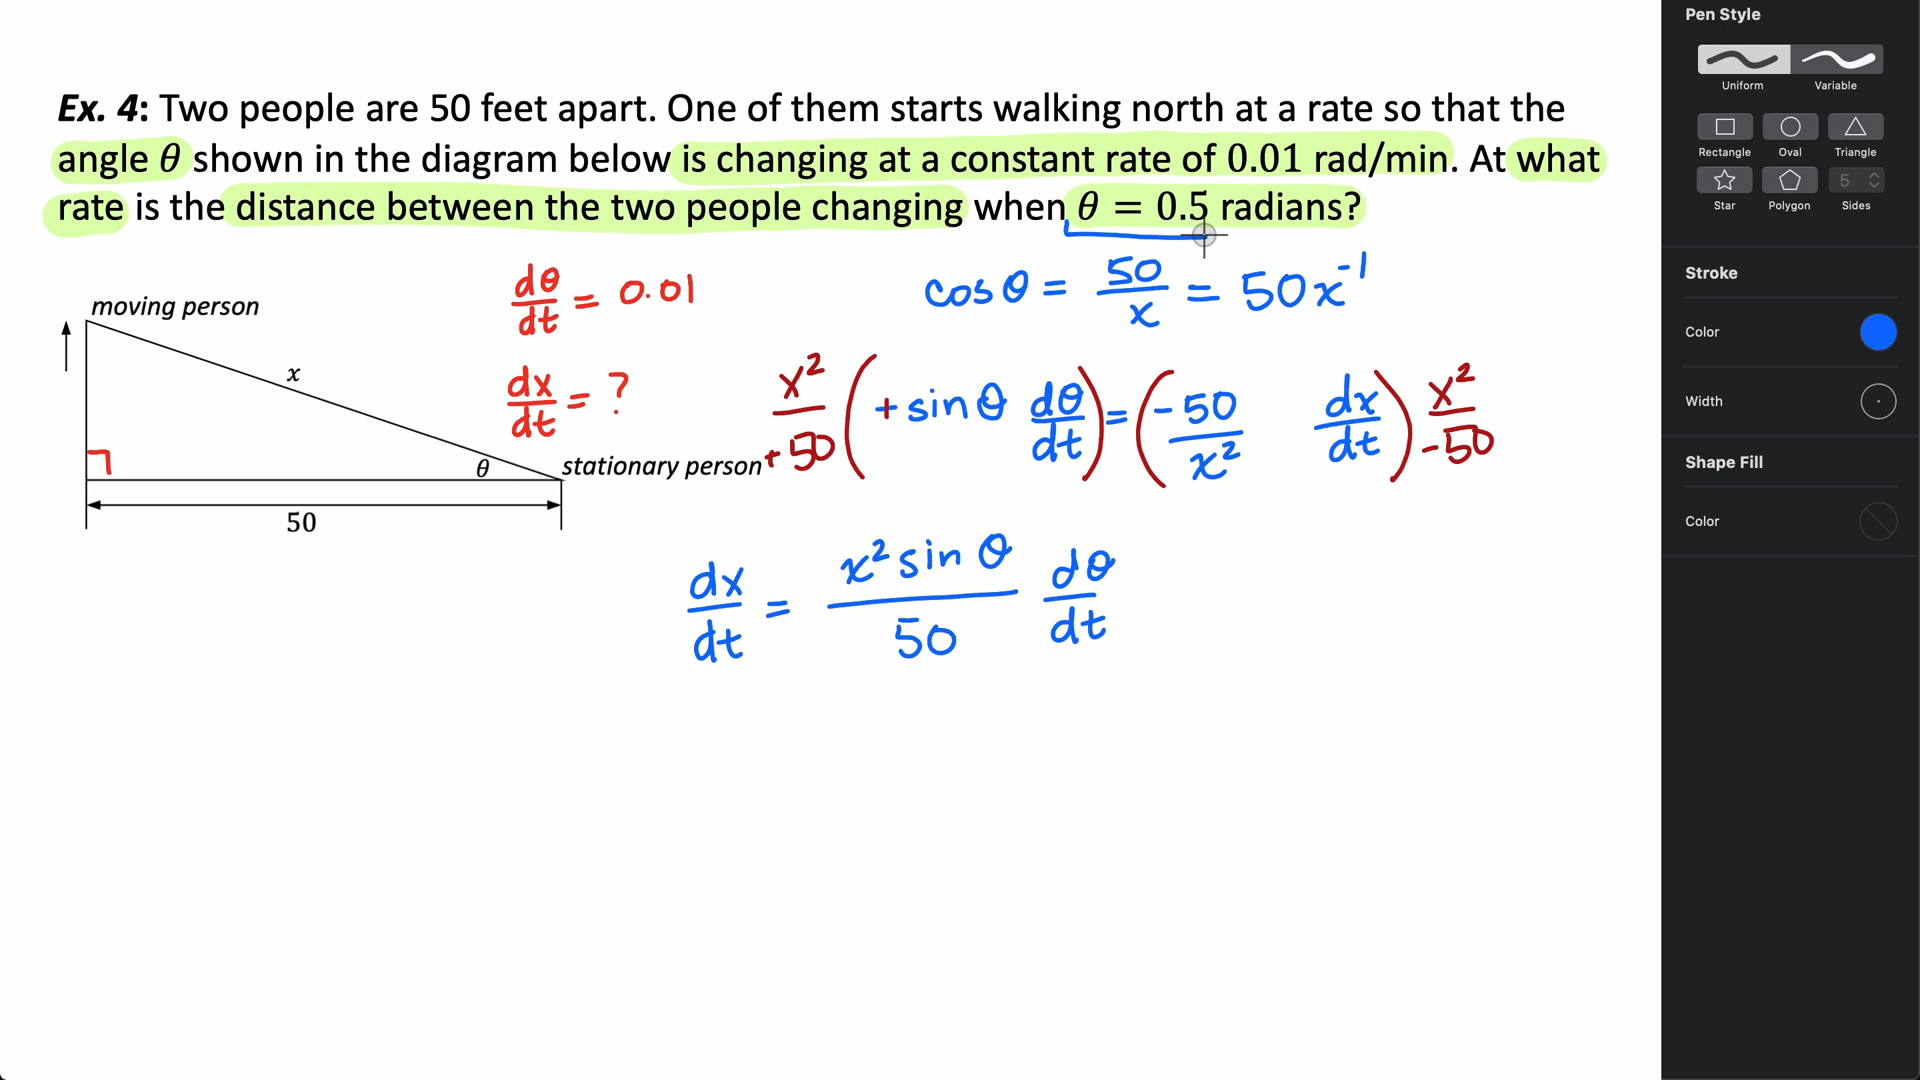 Ex. 4: Two people are 50 feet apart. One of them starts walking north at a rate so that the
angle θ shown in the diagram below is changing at a constant rate of 0.01 rad/min. At what
rate is the distance between the two people changing when θ = 0.5 radians?
dθ/dt = 0.01
cos θ = 50/x = 50x⁻¹
moving person
x
dx/dt = ?
x²/+50 (+ sin θ dθ/dt) = (-50/x² dx/dt) x²/-50
θ
stationary person
50
dx/dt = x² sin θ/50 dθ/dt
Pen Style
Uniform
Variable
Rectangle
Oval
Triangle
5
Star
Polygon
Sides
Stroke
Color
Width
Shape Fill
Color